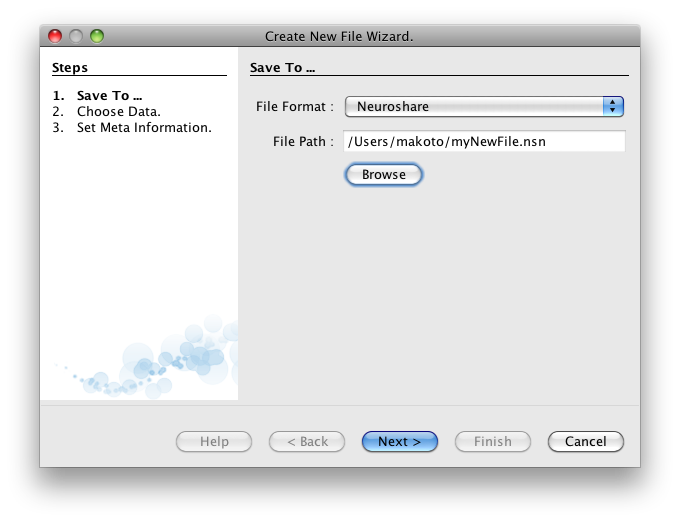 Create New File Wizard.
Steps
1. Save To ...
2. Choose Data.
3. Set Meta Information.
Save To ...
File Format : Neuroshare
File Path : /Users/makoto/myNewFile.nsn
Browse
Help < Back Next > Finish Cancel